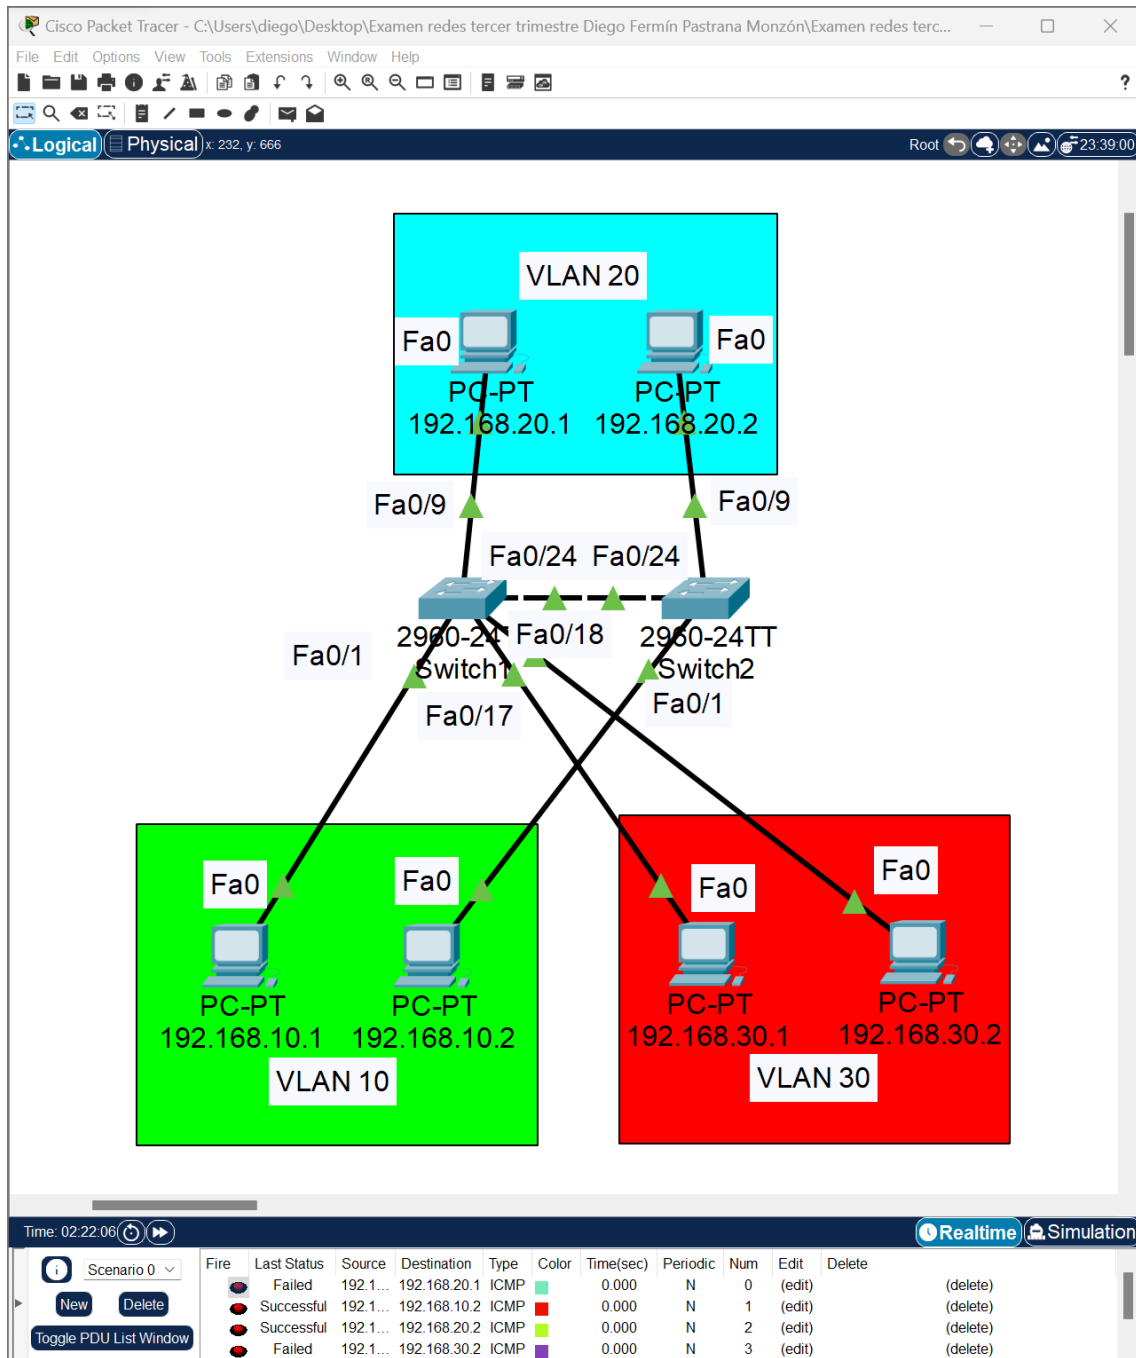 Cisco Packet Tracer - C:\Users\diego\Desktop\Examen redes tercer trimestre Diego Fermín Pastrana Monzón\Examen redes terc...
File Edit Options View Tools Extensions Window Help
?
Logical Physical x: 232, y: 666 Root 23:39:00
VLAN 20
Fa0 Fa0
PC-PT PC-PT
192.168.20.1 192.168.20.2
Fa0/9 Fa0/9
Fa0/24 Fa0/24
2960-24 Fa0/18 2960-24TT
Fa0/1 Switch1 Switch2
Fa0/17 Fa0/1
Fa0 Fa0 Fa0 Fa0
PC-PT PC-PT PC-PT PC-PT
192.168.10.1 192.168.10.2 192.168.30.1 192.168.30.2
VLAN 10 VLAN 30
Time: 02:22:06 Realtime Simulation
Scenario 0
New Delete
Toggle PDU List Window
Fire Last Status Source Destination Type Color Time(sec) Periodic Num Edit Delete
Failed 192.1... 192.168.20.1 ICMP 0.000 N 0 (edit) (delete)
Successful 192.1... 192.168.10.2 ICMP 0.000 N 1 (edit) (delete)
Successful 192.1... 192.168.20.2 ICMP 0.000 N 2 (edit) (delete)
Failed 192.1... 192.168.30.2 ICMP 0.000 N 3 (edit) (delete)